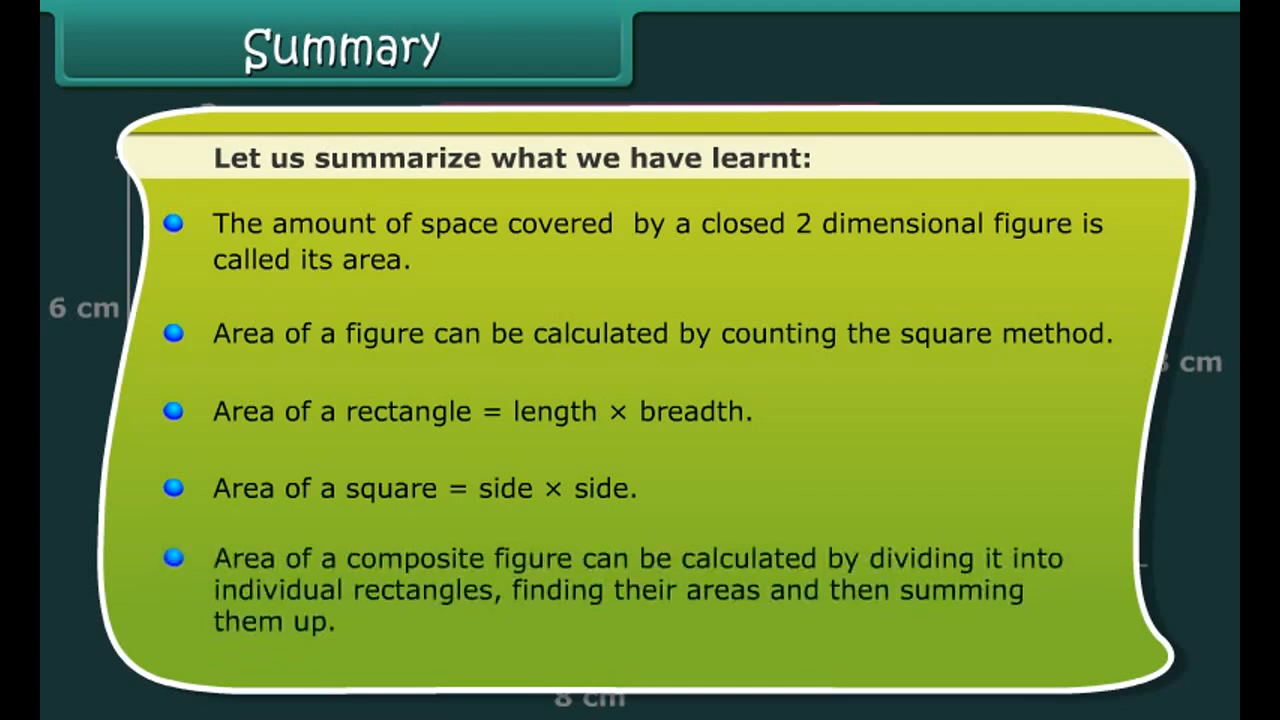 Summary
Let us summarize what we have learnt:
The amount of space covered by a closed 2 dimensional figure is
called its area.
6 cm
Area of a figure can be calculated by counting the square method.
cm
Area of a rectangle = length × breadth.
Area of a square = side × side.
Area of a composite figure can be calculated by dividing it into
individual rectangles, finding their areas and then summing
them up.
8 cm